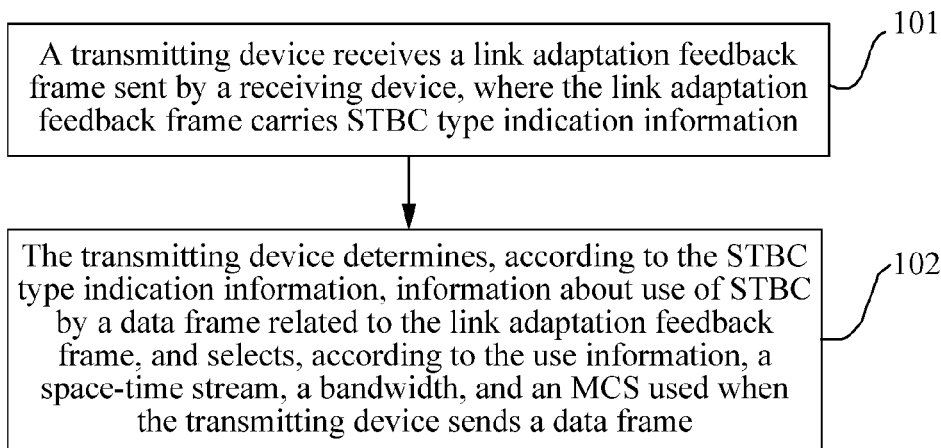 A transmitting device receives a link adaptation feedback
frame sent by a receiving device, where the link adaptation
feedback frame carries STBC type indication information
101
The transmitting device determines, according to the STBC
type indication information, information about use of STBC
by a data frame related to the link adaptation feedback
frame, and selects, according to the use information, a
space-time stream, a bandwidth, and an MCS used when
the transmitting device sends a data frame
102